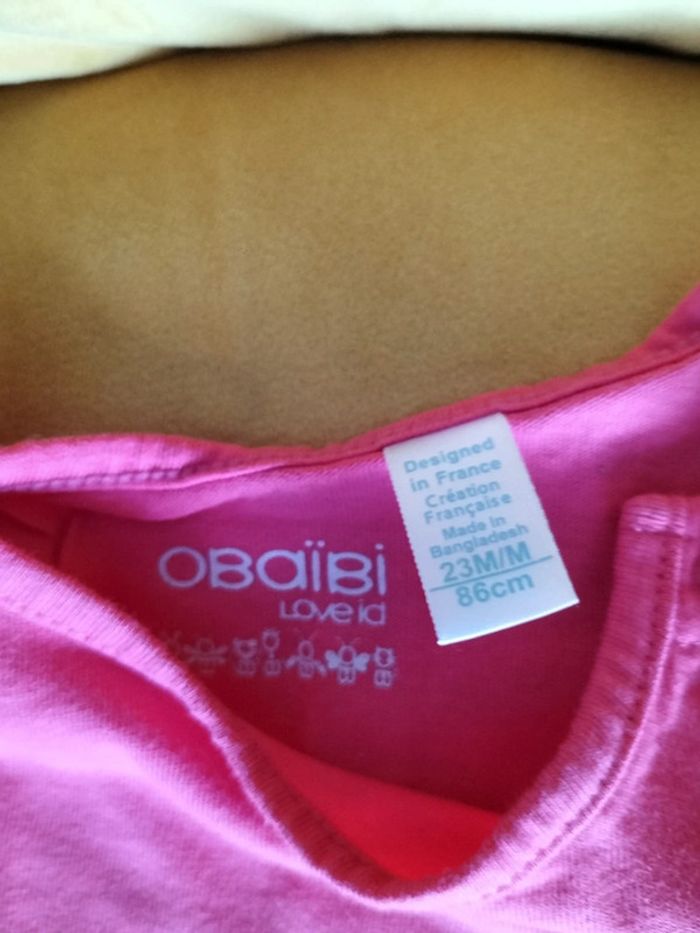 OBaïBi
Love id
Designed
in France
Création
Française
Made in
Bangladesh
23M/M
86cm